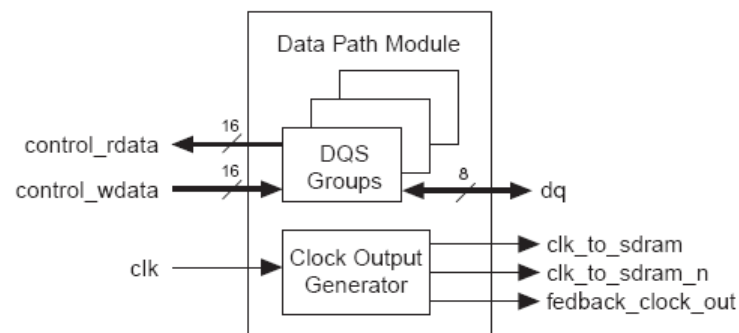 Data Path Module
16
control_rdata
DQS
Groups
16
control_wdata
8
dq
clk
Clock Output
Generator
clk_to_sdram
clk_to_sdram_n
fedback_clock_out